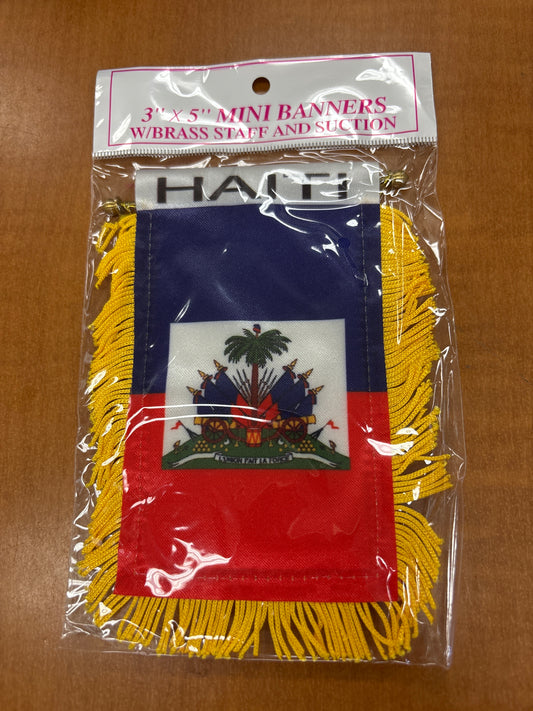 3" X 5" MINI BANNERS
W/BRASS STAFF AND SUCTION
HAITI
L'UNION FAIT LA FORCE